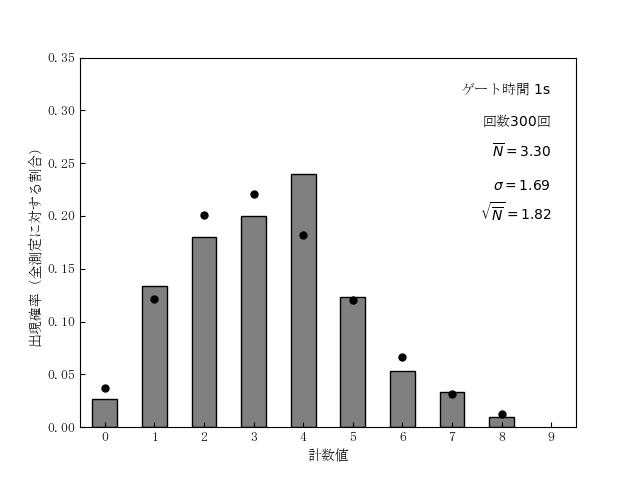 0.35
0.30
0.25
0.20
0.15
0.10
0.05
0.00
出現確率（全測定に対する割合）
ゲート時間 1s
回数300回
N̅ = 3.30
σ = 1.69
√N̅ = 1.82
0 1 2 3 4 5 6 7 8 9
計数値